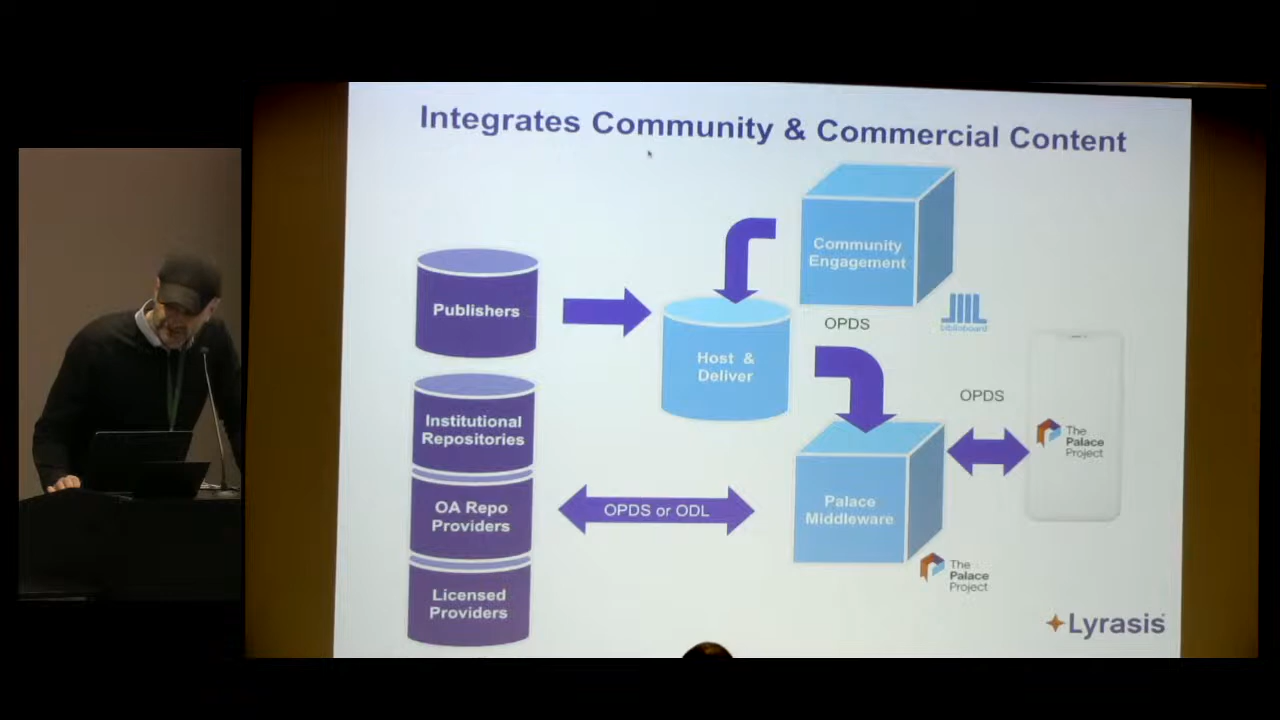 Integrates Community & Commercial Content
Community
Engagement
Publishers
OPDS
biblioboard
Host &
Deliver
OPDS
Institutional
Repositories
The
Palace
Project
OPDS or ODL
Palace
Middleware
OA Repo
Providers
The
Palace
Project
Licensed
Providers
Lyrasis